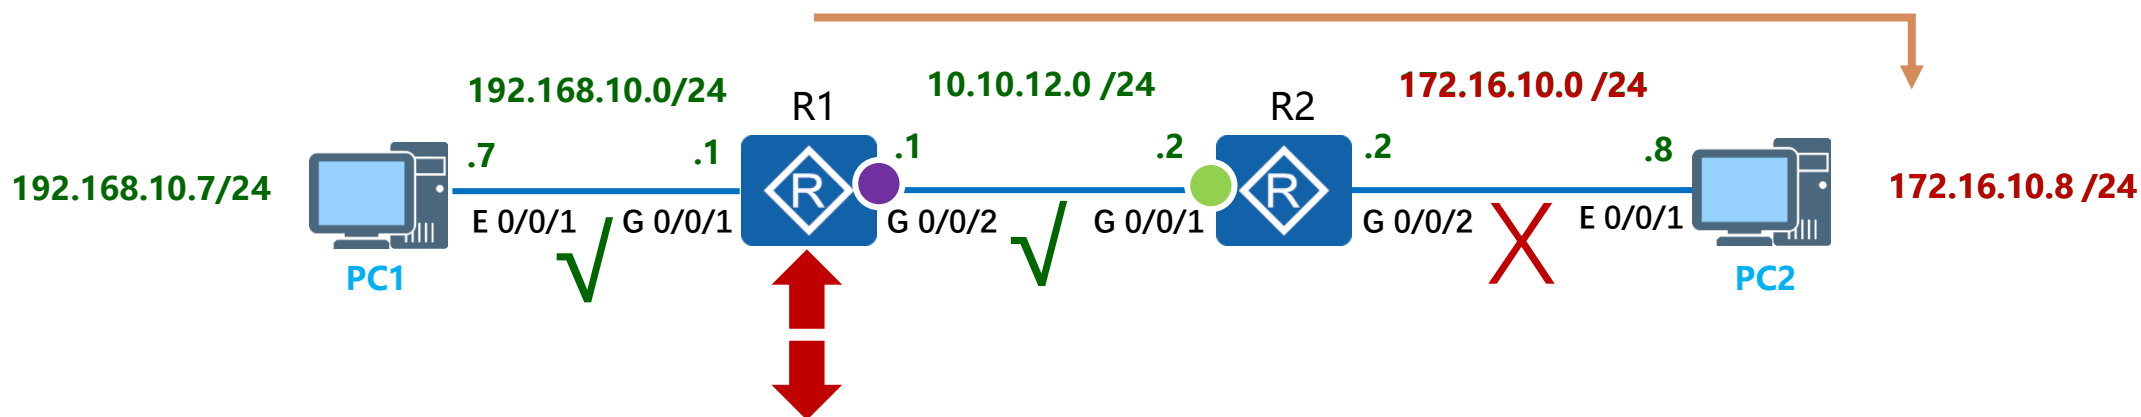 192.168.10.0/24
10.10.12.0 /24
172.16.10.0 /24
R1
R2
.7
.1
.1
.2
.2
.8
192.168.10.7/24
172.16.10.8 /24
R
R
E 0/0/1
G 0/0/1
G 0/0/2
G 0/0/1
G 0/0/2
E 0/0/1
PC1
PC2